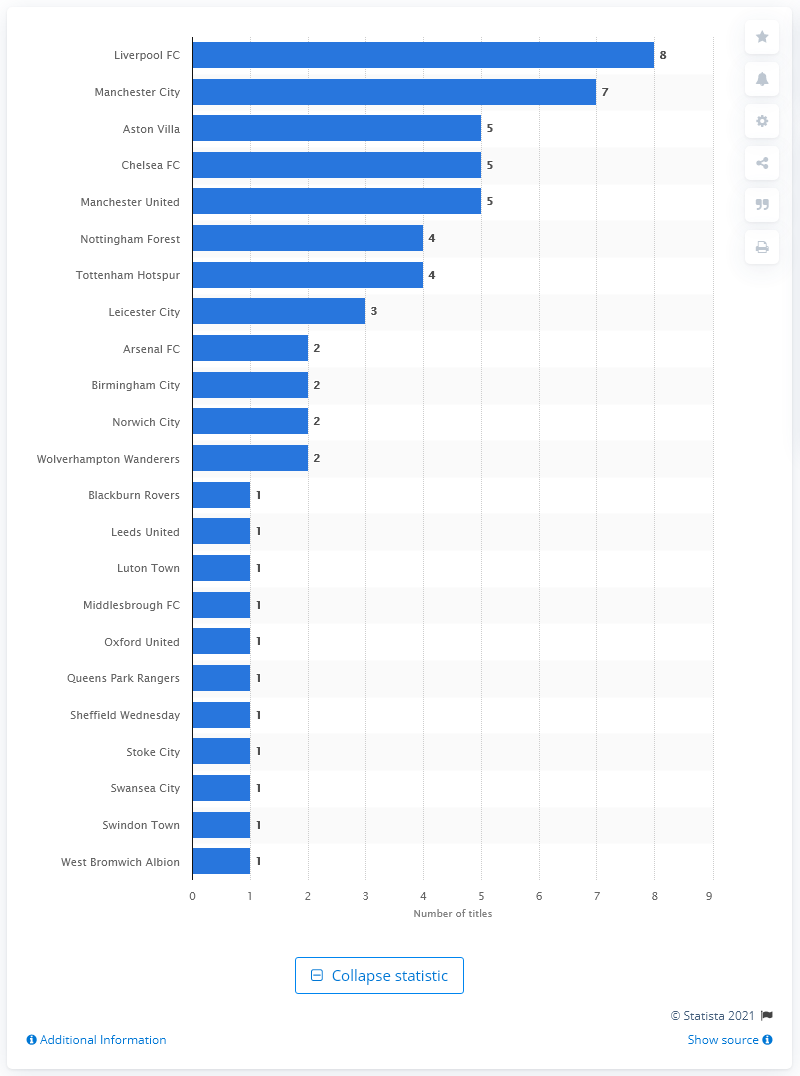 Liverpool FC 8
Manchester City 7
Aston Villa 5
Chelsea FC 5
Manchester United 5
Nottingham Forest 4
Tottenham Hotspur 4
Leicester City 3
Arsenal FC 2
Birmingham City 2
Norwich City 2
Wolverhampton Wanderers 2
Blackburn Rovers 1
Leeds United 1
Luton Town 1
Middlesbrough FC 1
Oxford United 1
Queens Park Rangers 1
Sheffield Wednesday 1
Stoke City 1
Swansea City 1
Swindon Town 1
West Bromwich Albion 1
0 1 2 3 4 5 6 7 8 9
Number of titles
Collapse statistic
© Statista 2021
Additional Information Show source